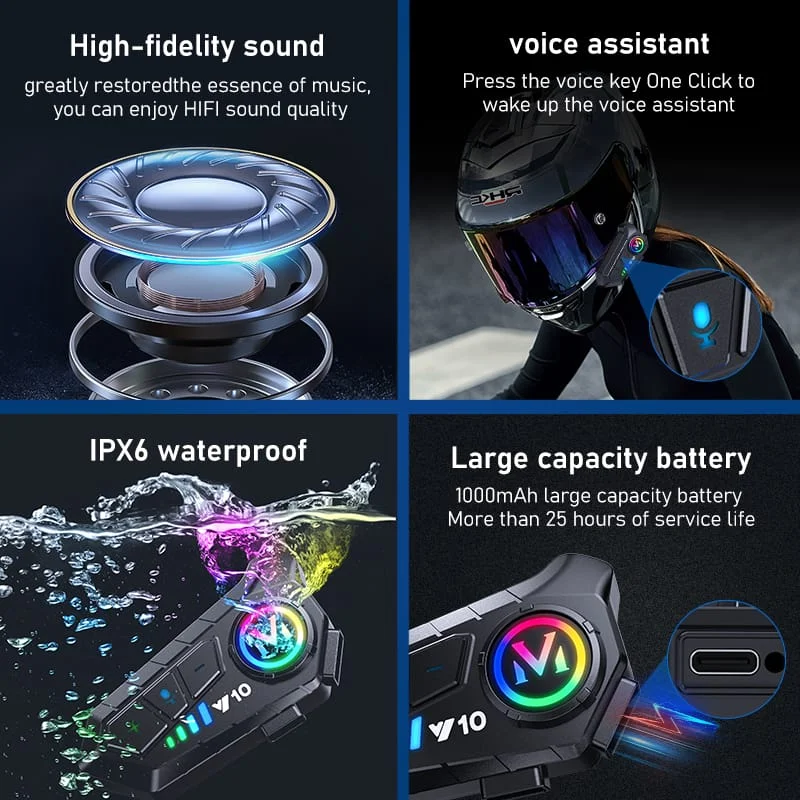 High-fidelity sound
greatly restoredthe essence of music,
you can enjoy HIFI sound quality
voice assistant
Press the voice key One Click to
wake up the voice assistant
IPX6 waterproof
V10
Large capacity battery
1000mAh large capacity battery
More than 25 hours of service life
M
V10